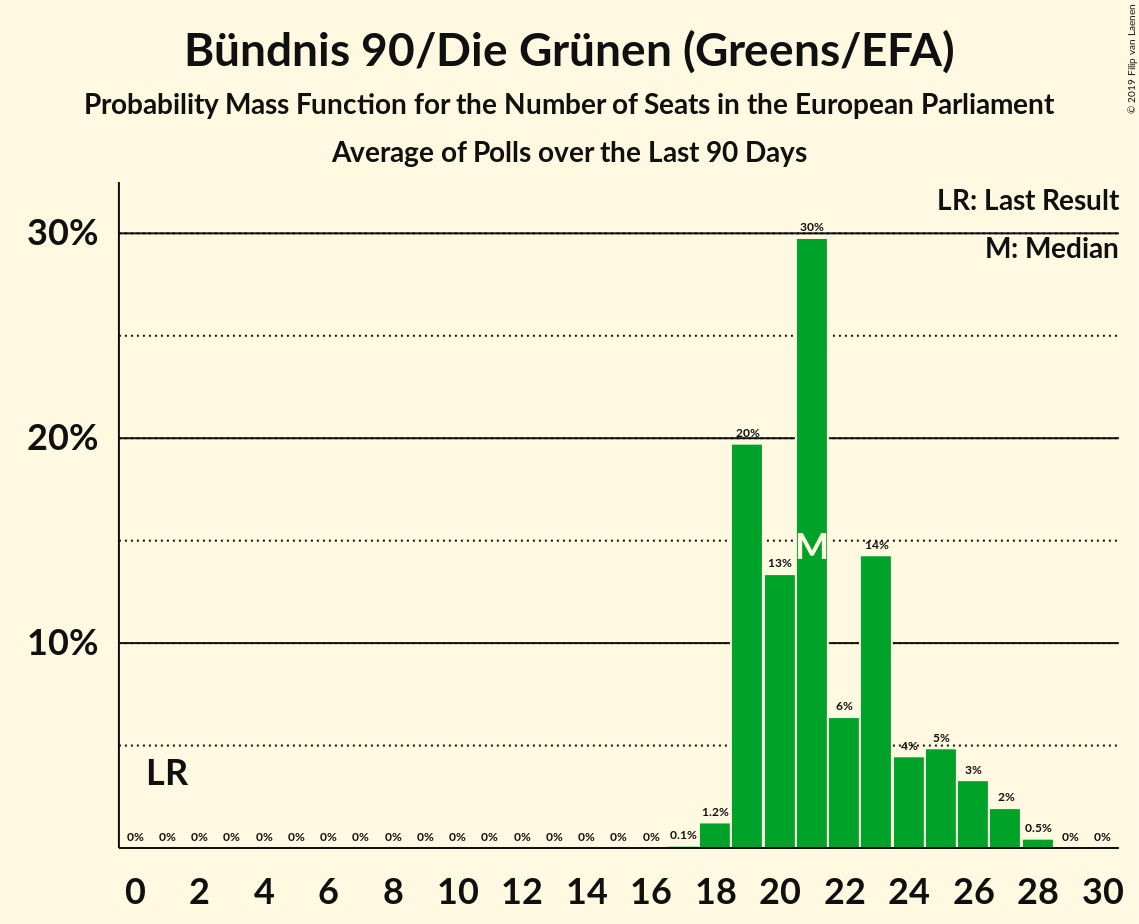 Bündnis 90/Die Grünen (Greens/EFA)
Probability Mass Function for the Number of Seats in the European Parliament
Average of Polls over the Last 90 Days
© 2019 Filip van Laenen
LR: Last Result
M: Median
30%
20%
10%
30%
20%
13%
M
14%
6%
4%
5%
3%
2%
LR
0% 0% 0% 0% 0% 0% 0% 0% 0% 0% 0% 0% 0% 0% 0% 0% 0% 0.1% 1.2% 0.5% 0% 0%
0 2 4 6 8 10 12 14 16 18 20 22 24 26 28 30